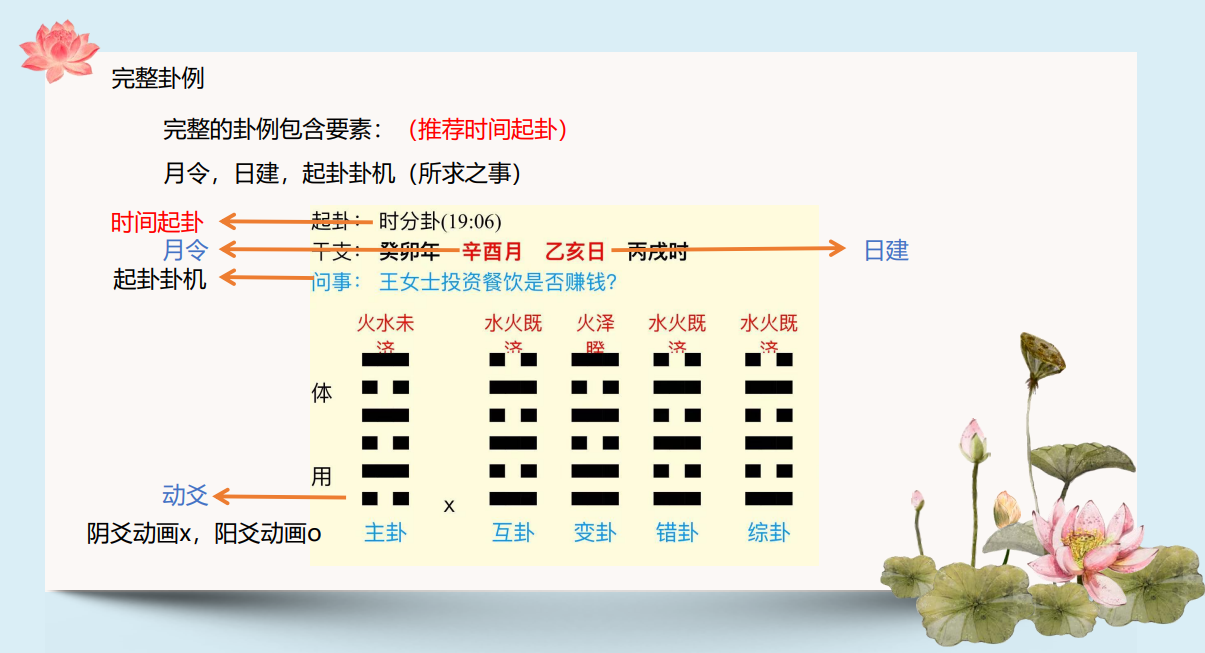 完整卦例
完整的卦例包含要素：（推荐时间起卦）
月令，日建，起卦卦机（所求之事）
时间起卦
起卦： 时分卦(19:06)
月令
干支： 癸卯年 辛酉月 乙亥日 丙戌时
日建
起卦卦机
问事： 王女士投资餐饮是否赚钱?
火水未济
水火既济
火泽睽
水火既济
水火既济
体
用
动爻
x
阴爻动画x，阳爻动画o
主卦 互卦 变卦 错卦 综卦